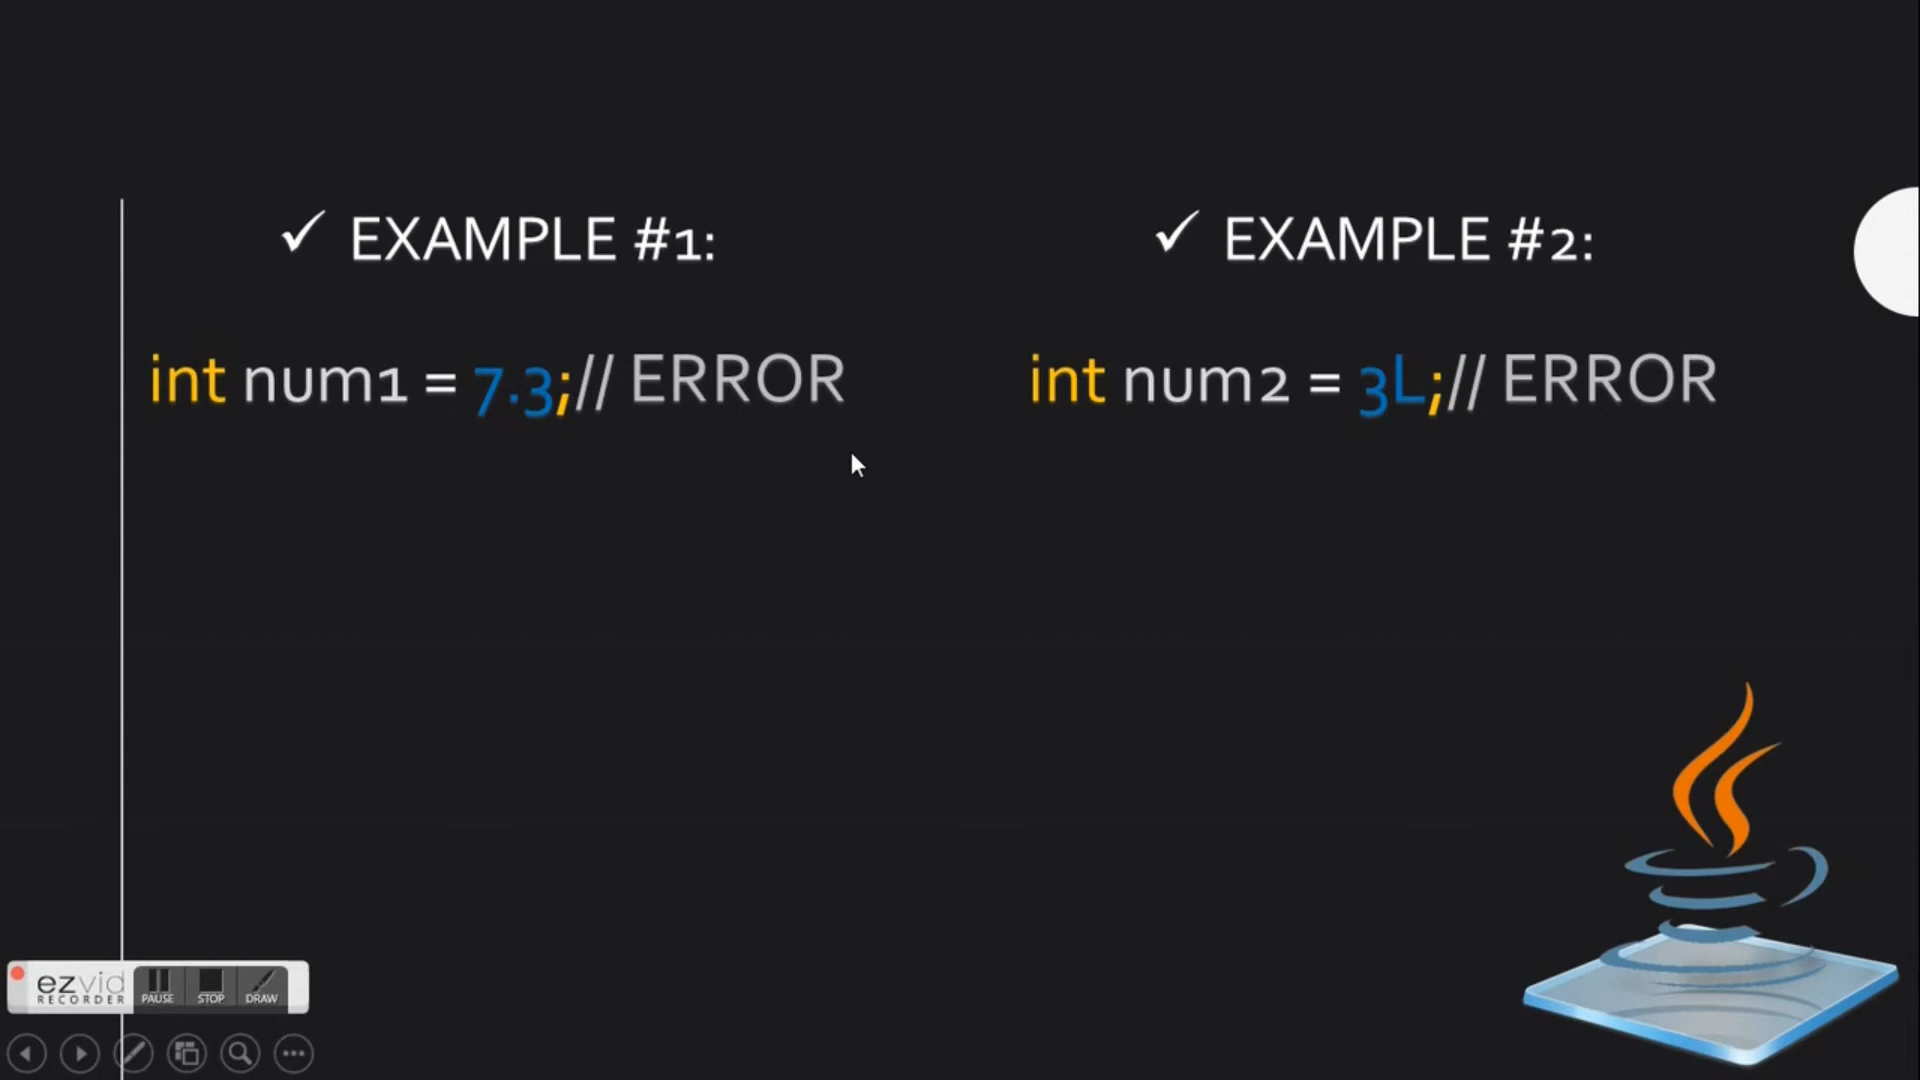 ✓ EXAMPLE #1:
int num1 = 7.3;// ERROR
✓ EXAMPLE #2:
int num2 = 3L;// ERROR
ezvid
RECORDER
PAUSE
STOP
DRAW